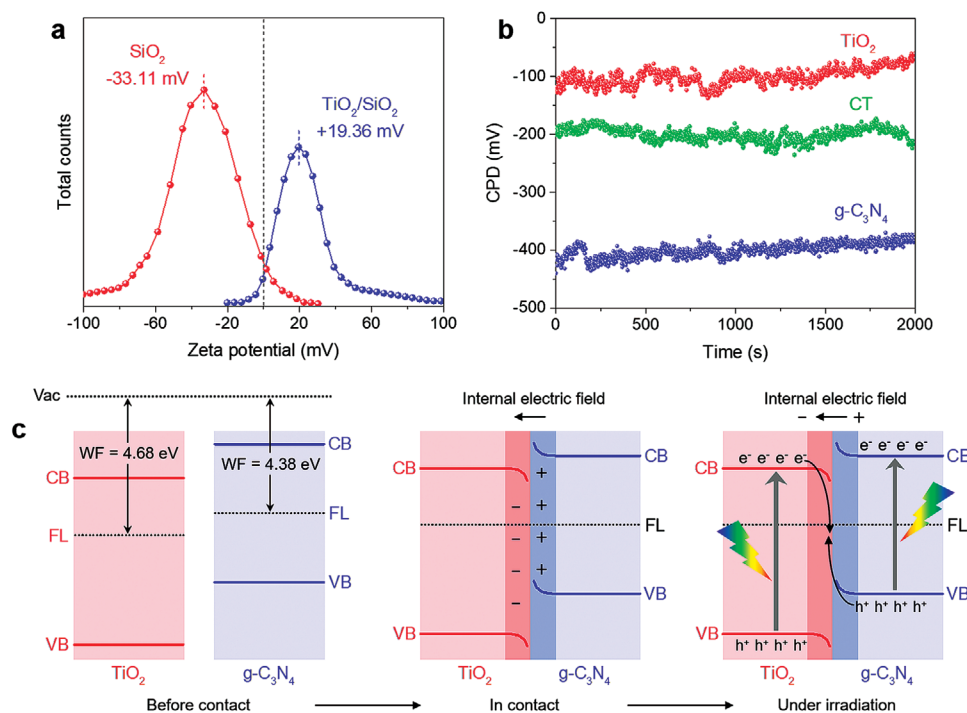 a
SiO₂
-33.11 mV
TiO₂/SiO₂
+19.36 mV
Total counts
-100 -60 -20 20 60 100
Zeta potential (mV)
b
0
-100
-200
-300
-400
-500
CPD (mV)
TiO₂
CT
g-C₃N₄
0 500 1000 1500 2000
Time (s)
c
Vac
WF = 4.68 eV
WF = 4.38 eV
CB
CB
FL
FL
VB
VB
TiO₂
g-C₃N₄
Before contact
Internal electric field
CB
CB
FL
VB
VB
- +
- +
- +
- +
-
TiO₂
g-C₃N₄
In contact
Internal electric field
- +
CB
e⁻ e⁻ e⁻ e⁻
e⁻ e⁻ e⁻ e⁻
CB
FL
VB
h⁺ h⁺ h⁺ h⁺
h⁺ h⁺ h⁺ h⁺
VB
TiO₂
g-C₃N₄
Under irradiation